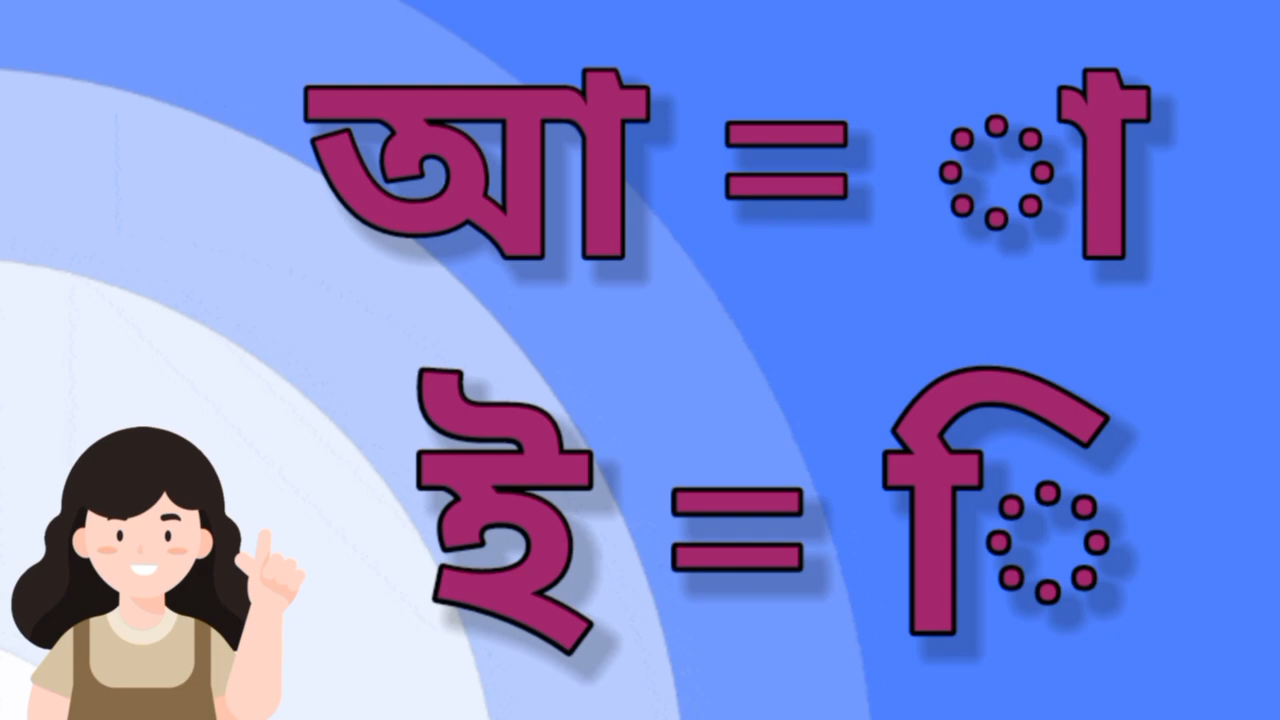 আ = া
ই = ি